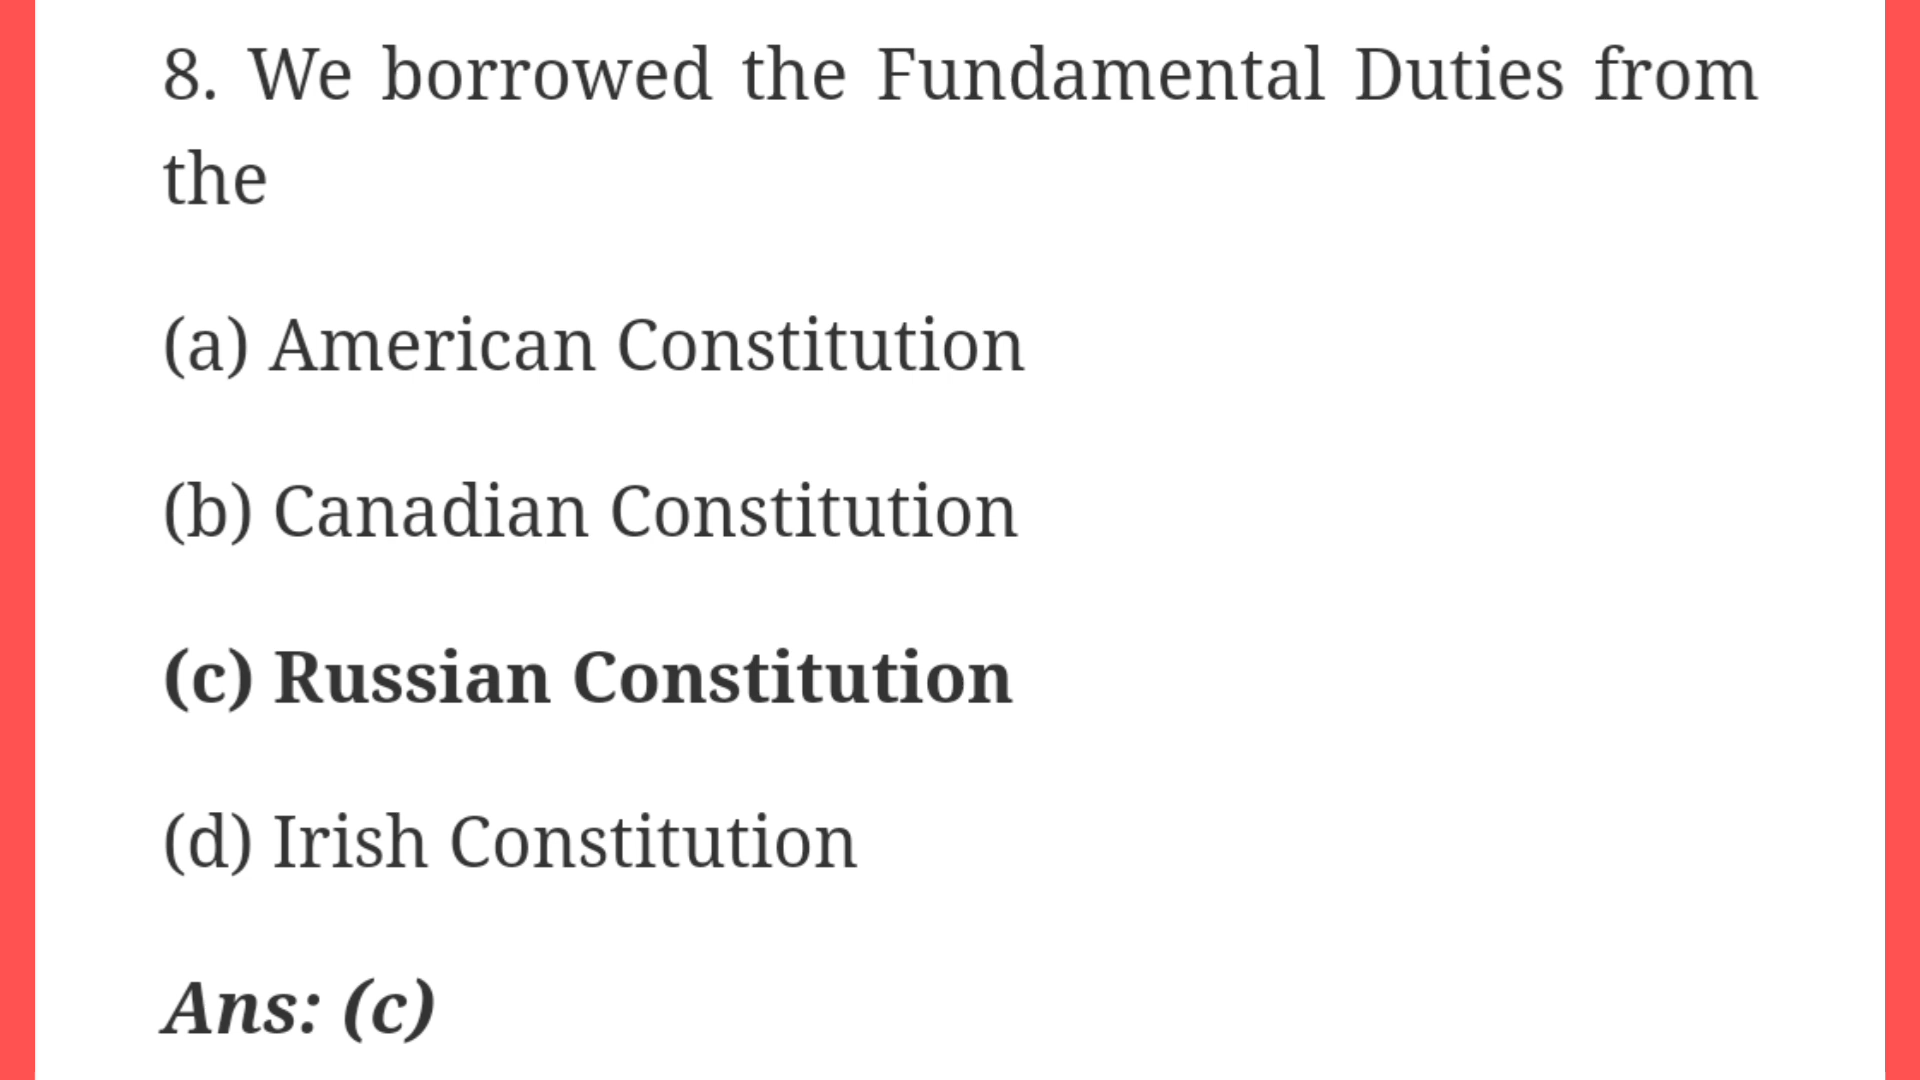 8. We borrowed the Fundamental Duties from
the
(a) American Constitution
(b) Canadian Constitution
(c) Russian Constitution
(d) Irish Constitution
Ans: (c)